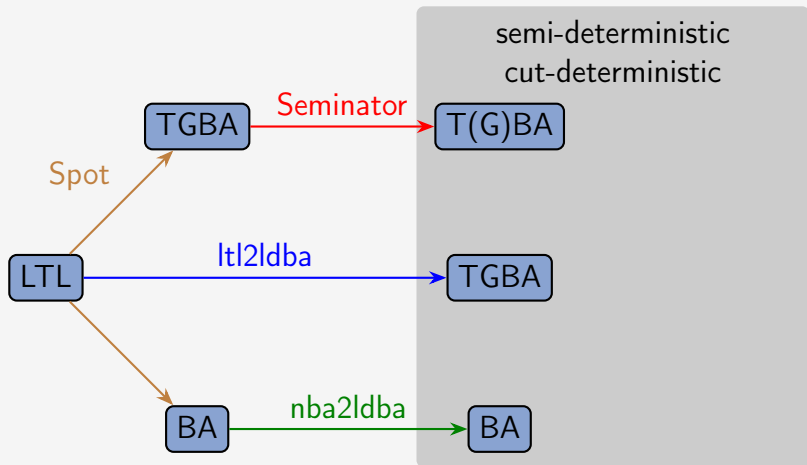 semi-deterministic
cut-deterministic
Seminator
TGBA
T(G)BA
Spot
ltl2ldba
LTL
TGBA
nba2ldba
BA
BA